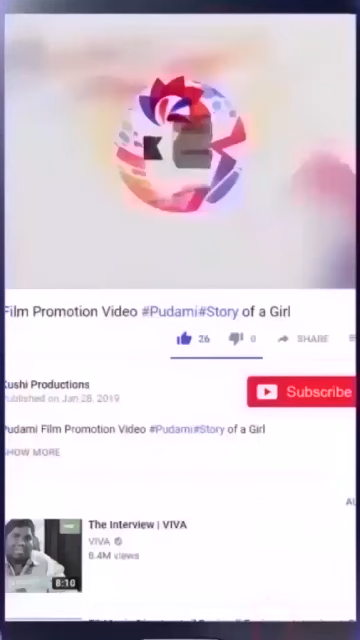 Film Promotion Video #Pudami#Story of a Girl
26 0 SHARE
Kushi Productions
Published on Jan 28, 2019
Subscribe
Pudami Film Promotion Video #Pudami#Story of a Girl
SHOW MORE
The Interview | VIVA
VIVA
6.4M views
8:10